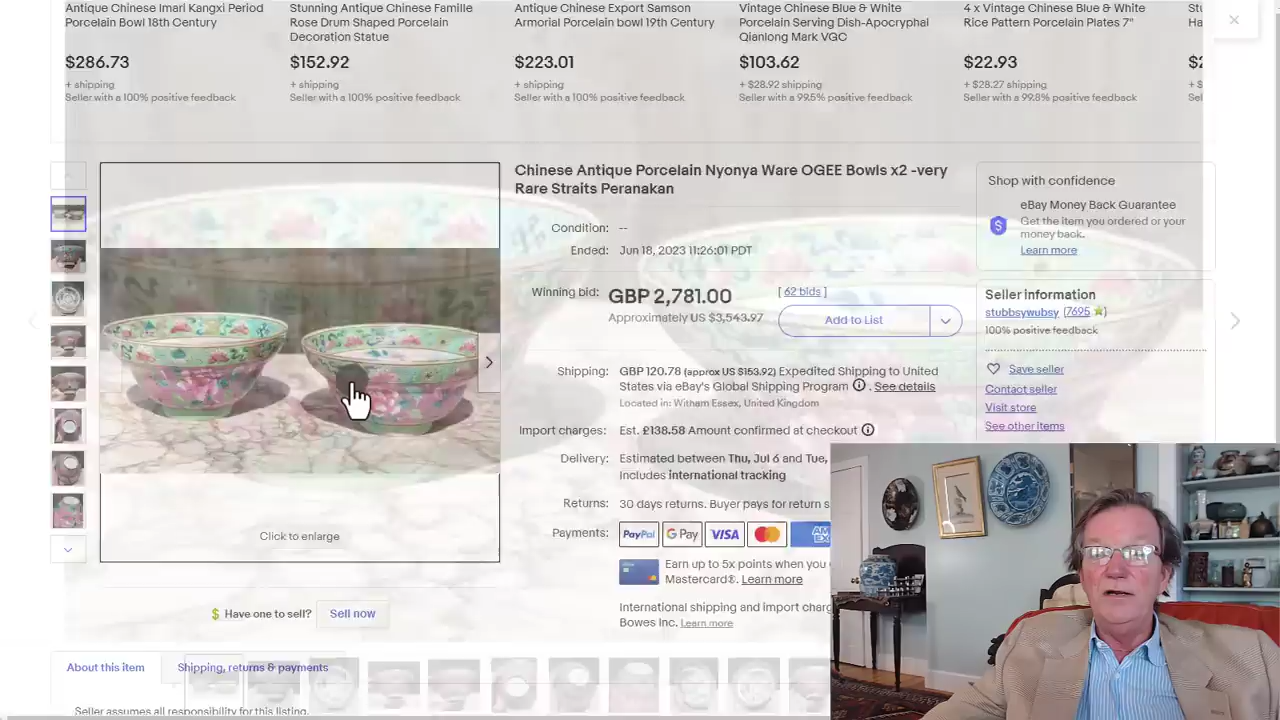 Antique Chinese Imari Kangxi Period
Porcelain Bowl 18th Century
$286.73
+ shipping
Seller with a 100% positive feedback
Stunning Antique Chinese Famille
Rose Drum Shaped Porcelain
Decoration Statue
$152.92
+ shipping
Seller with a 100% positive feedback
Antique Chinese Export Samson
Armorial Porcelain bowl 19th Century
$223.01
+ shipping
Seller with a 100% positive feedback
Vintage Chinese Blue & White
Porcelain Serving Dish-Apocryphal
Qianlong Mark VGC
$103.62
+ $28.92 shipping
Seller with a 99.5% positive feedback
4 x Vintage Chinese Blue & White
Rice Pattern Porcelain Plates 7"
$22.93
+ $28.27 shipping
Seller with a 99.8% positive feedback
Click to enlarge
Have one to sell? Sell now
Chinese Antique Porcelain Nyonya Ware OGEE Bowls x2 -very
Rare Straits Peranakan
Condition: --
Ended: Jun 18, 2023 11:26:01 PDT
Winning bid: GBP 2,781.00 [ 62 bids ]
Approximately US $3,543.97
Add to List
Shipping: GBP 120.78 (approx US $153.92) Expedited Shipping to United
States via eBay's Global Shipping Program . See details
Located in: Witham Essex, United Kingdom
Import charges: Est. £138.58 Amount confirmed at checkout
Delivery: Estimated between Thu, Jul 6 and Tue,
Includes international tracking
Returns: 30 days returns. Buyer pays for return s
Payments: PayPal G Pay VISA MasterCard AM EX
Earn up to 5x points when you
Mastercard®. Learn more
International shipping and import charg
Bowes Inc. Learn more
Shop with confidence
eBay Money Back Guarantee
Get the item you ordered or your
money back.
Learn more
Seller information
stubbsywubsy (7695 )
100% positive feedback
Save seller
Contact seller
Visit store
See other items
About this item
Shipping, returns & payments
Seller assumes all responsibility for this listing.